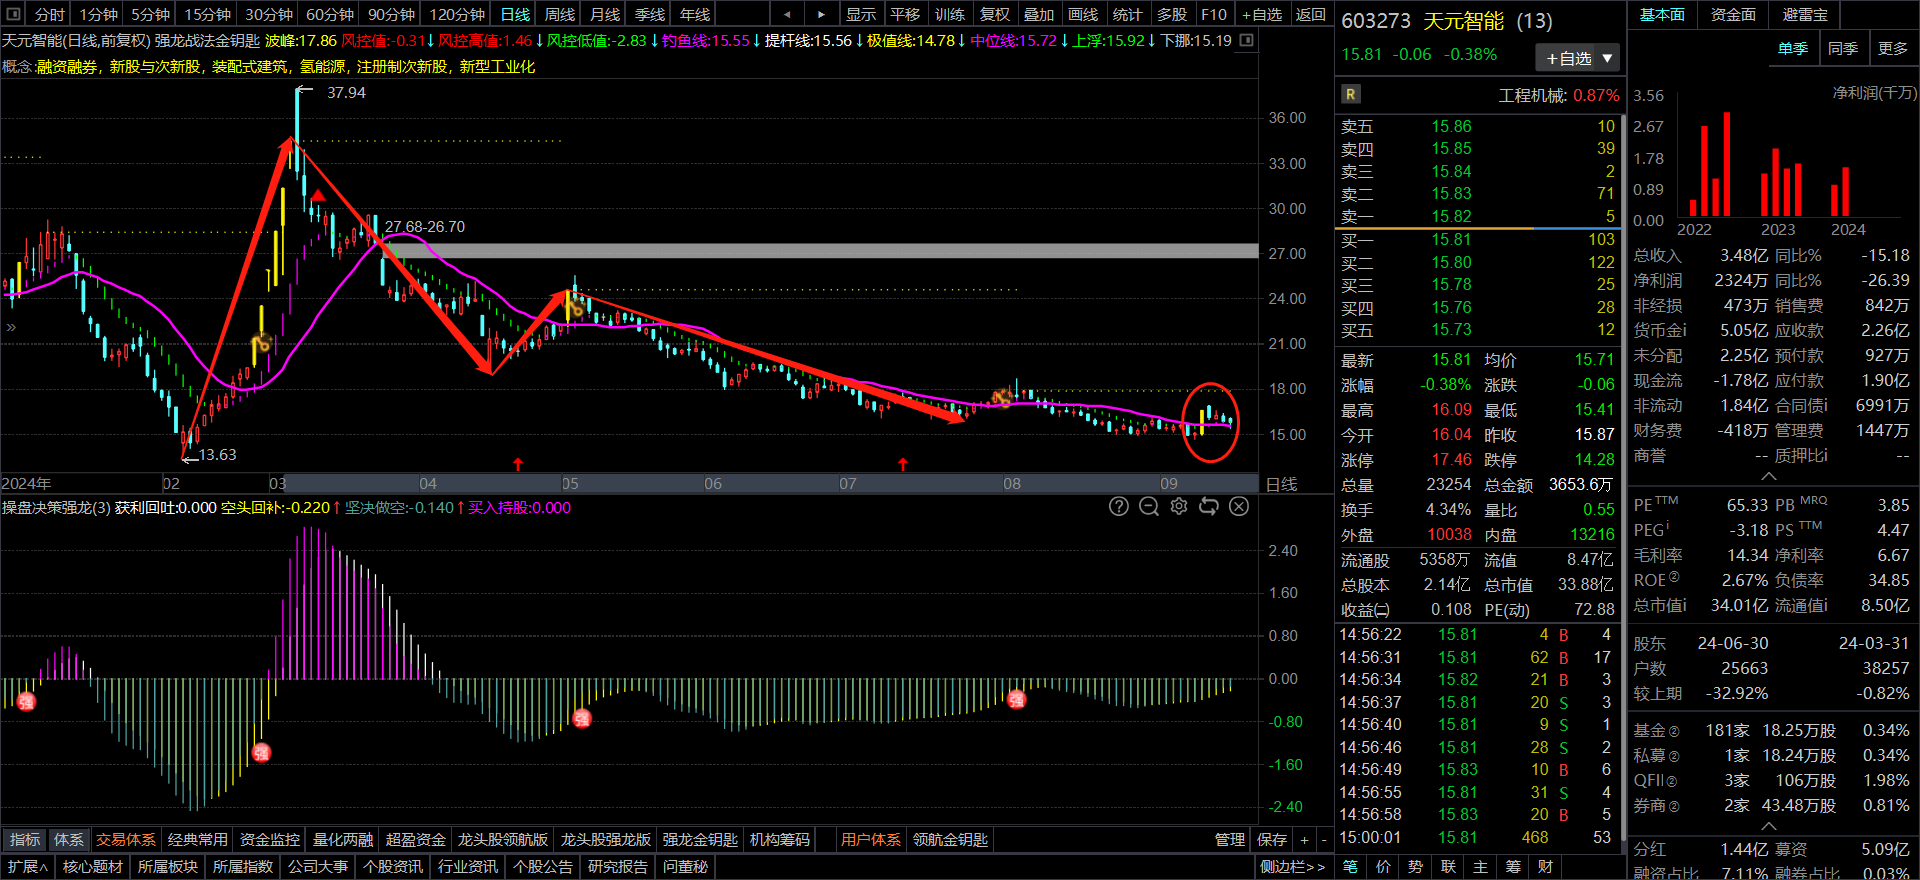 分时 1分钟 5分钟 15分钟 30分钟 60分钟 90分钟 120分钟 日线 周线 月线 季线 年线 显示 平移 训练 复权 叠加 画线 统计 多股 F10 +自选 返回
天元智能(日线,前复权) 强龙战法金钥匙 波峰:17.86 风控值:-0.31↓ 风控高值:1.46↓ 风控低值:-2.83↓ 钓鱼线:15.55↓ 提杆线:15.56↓ 极值线:14.78↓ 中位线:15.72↓ 上浮:15.92↓ 下挪:15.19
概念:融资融券, 新股与次新股, 装配式建筑, 氢能源, 注册制次新股, 新型工业化
37.94
27.68-26.70
13.63
36.00
33.00
30.00
27.00
24.00
21.00
18.00
15.00
2024年 02 03 04 05 06 07 08 09 日线
操盘决策强龙(3) 获利回吐:0.000 空头回补:-0.220↑ 坚决做空:-0.140↑ 买入持股:0.000
2.40
1.60
0.80
0.00
-0.80
-1.60
-2.40
强 强 强 强
指标 体系 交易体系 经典常用 资金监控 量化两融 超盈资金 龙头股领航版 龙头股强龙版 强龙金钥匙 机构筹码 用户体系 领航金钥匙 管理 保存 + -
扩展∧ 核心题材 所属板块 所属指数 公司大事 个股资讯 行业资讯 个股公告 研究报告 问董秘 侧边栏>>
603273 天元智能 (13)
15.81 -0.06 -0.38% +自选 ▼
R 工程机械: 0.87%
卖五 15.86 10
卖四 15.85 39
卖三 15.84 2
卖二 15.83 71
卖一 15.82 5
买一 15.81 103
买二 15.80 122
买三 15.78 25
买四 15.76 28
买五 15.73 12
最新 15.81 均价 15.71
涨幅 -0.38% 涨跌 -0.06
最高 16.09 最低 15.41
今开 16.04 昨收 15.87
涨停 17.46 跌停 14.28
总量 23254 总金额 3653.6万
换手 4.34% 量比 0.55
外盘 10038 内盘 13216
流通股 5358万 流值 8.47亿
总股本 2.14亿 总市值 33.88亿
收益㈡ 0.108 PE(动) 72.88
14:56:22 15.81 4 B 4
14:56:31 15.81 62 B 17
14:56:34 15.82 21 B 3
14:56:37 15.81 20 S 3
14:56:40 15.81 9 S 1
14:56:46 15.81 28 S 2
14:56:49 15.83 10 B 6
14:56:55 15.81 31 S 4
14:56:58 15.83 20 B 5
15:00:01 15.81 468 53
笔 价 势 联 主 筹 财
基本面 资金面 避雷宝
单季 同季 更多
净利润(千万)
3.56
2.67
1.78
0.89
0.00
2022 2023 2024
总收入 3.48亿 同比% -15.18
净利润 2324万 同比% -26.39
非经损 473万 销售费 842万
货币金i 5.05亿 应收款 2.26亿
未分配 2.25亿 预付款 927万
现金流 -1.78亿 应付款 1.90亿
非流动 1.84亿 合同债i 6991万
财务费 -418万 管理费 1447万
商誉 -- 质押比i --
PE TTM 65.33 PB MRQ 3.85
PEG i -3.18 PS TTM 4.47
毛利率 14.34 净利率 6.67
ROE② 2.67% 负债率 34.85
总市值i 34.01亿 流通值i 8.50亿
股东 24-06-30 24-03-31
户数 25663 38257
较上期 -32.92% -0.82%
基金② 181家 18.25万股 0.34%
私募② 1家 18.24万股 0.34%
QFII② 3家 106万股 1.98%
券商② 2家 43.48万股 0.81%
分红 1.44亿 募资 5.09亿
融资占比 7.11% 融券占比 0.03%